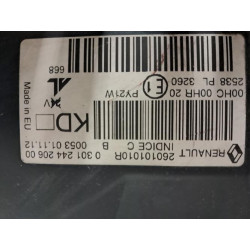 RENAULT
260101010R
INDICE C B
0 301 244 206 00
0053 01.11.12
KD
Made in EU
00HC 00HR 20
2538 PL 3260
E1
PY21W
AL
668
V